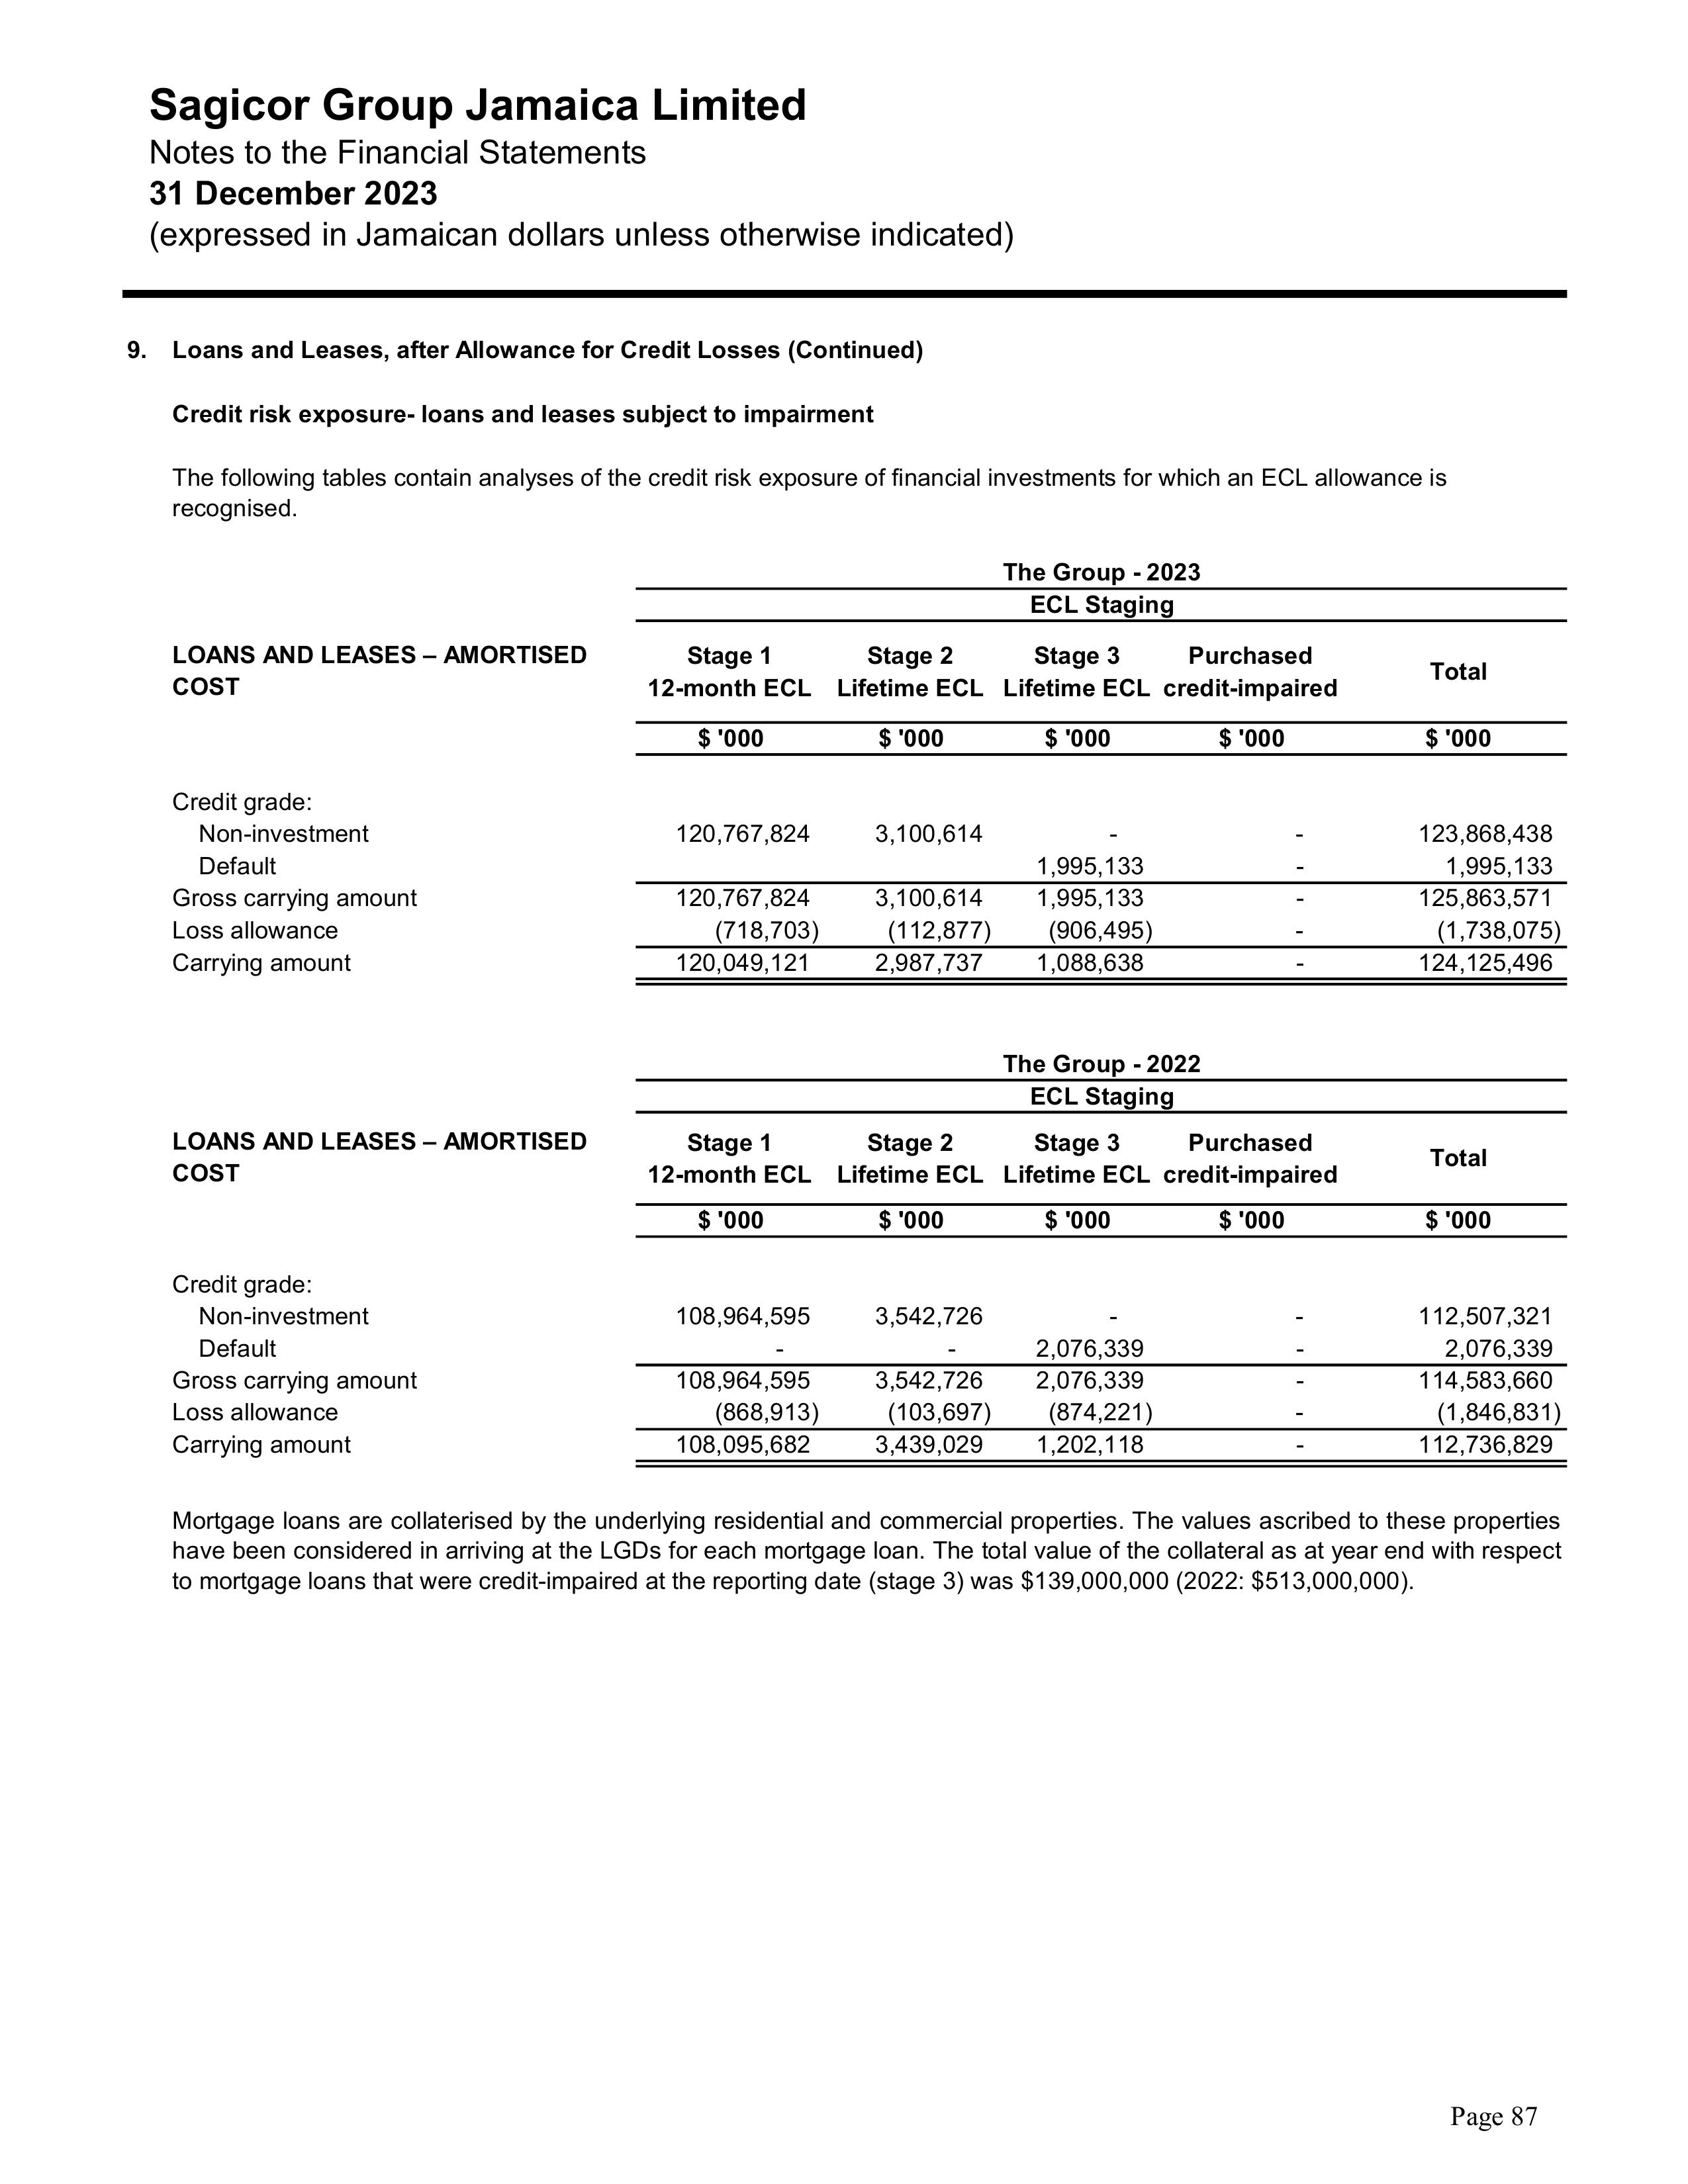 Sagicor Group Jamaica Limited
Notes to the Financial Statements
31 December 2023
(expressed in Jamaican dollars unless otherwise indicated)
9. Loans and Leases, after Allowance for Credit Losses (Continued)
Credit risk exposure- loans and leases subject to impairment
The following tables contain analyses of the credit risk exposure of financial investments for which an ECL allowance is
recognised.
The Group - 2023
ECL Staging
LOANS AND LEASES – AMORTISED COST
Stage 1 12-month ECL Stage 2 Lifetime ECL Stage 3 Lifetime ECL Purchased credit-impaired Total
$ '000 $ '000 $ '000 $ '000 $ '000
Credit grade:
Non-investment 120,767,824 3,100,614 - - 123,868,438
Default 1,995,133 - 1,995,133
Gross carrying amount 120,767,824 3,100,614 1,995,133 - 125,863,571
Loss allowance (718,703) (112,877) (906,495) - (1,738,075)
Carrying amount 120,049,121 2,987,737 1,088,638 - 124,125,496
The Group - 2022
ECL Staging
LOANS AND LEASES – AMORTISED COST
Stage 1 12-month ECL Stage 2 Lifetime ECL Stage 3 Lifetime ECL Purchased credit-impaired Total
$ '000 $ '000 $ '000 $ '000 $ '000
Credit grade:
Non-investment 108,964,595 3,542,726 - - 112,507,321
Default - - 2,076,339 - 2,076,339
Gross carrying amount 108,964,595 3,542,726 2,076,339 - 114,583,660
Loss allowance (868,913) (103,697) (874,221) - (1,846,831)
Carrying amount 108,095,682 3,439,029 1,202,118 - 112,736,829
Mortgage loans are collaterised by the underlying residential and commercial properties. The values ascribed to these properties
have been considered in arriving at the LGDs for each mortgage loan. The total value of the collateral as at year end with respect
to mortgage loans that were credit-impaired at the reporting date (stage 3) was $139,000,000 (2022: $513,000,000).
Page 87